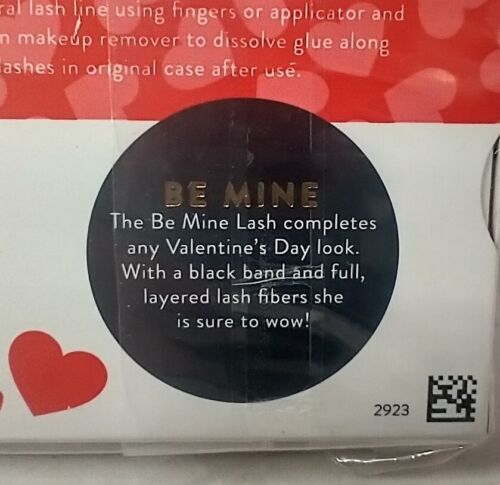 ral lash line using fingers or applicator and
n makeup remover to dissolve glue along
lashes in original case after use.
BE MINE
The Be Mine Lash completes
any Valentine's Day look.
With a black band and full,
layered lash fibers she
is sure to wow!
2923